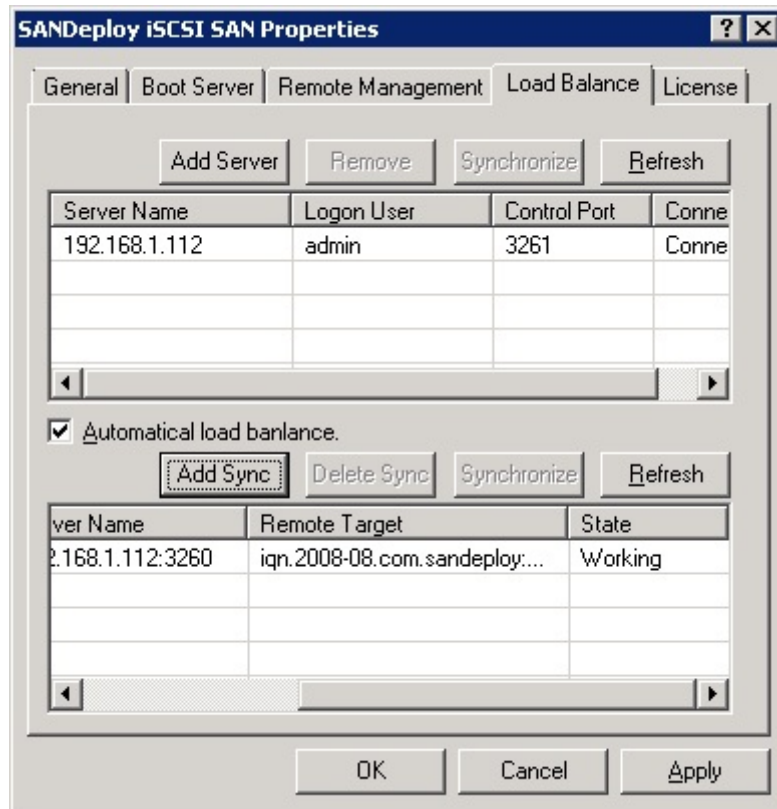 SANDeploy iSCSI SAN Properties
General Boot Server Remote Management Load Balance License
Add Server Remove Synchronize Refresh
Server Name Logon User Control Port Conne
192.168.1.112 admin 3261 Conne
Automatical load banlance.
Add Sync Delete Sync Synchronize Refresh
ver Name Remote Target State
2.168.1.112:3260 iqn.2008-08.com.sandeploy:... Working
OK Cancel Apply